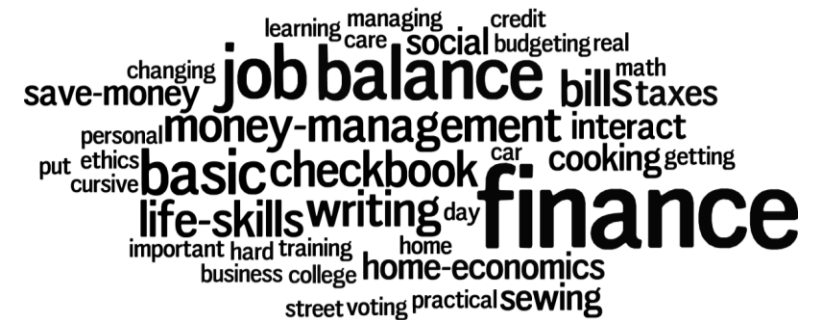 learning managing credit
care social budgeting real
changing job balance math
save-money bills taxes
personal money-management interact
put ethics basic checkbook car cooking getting
cursive
life-skills writing day finance
important hard training home
business college home-economics
street voting practical sewing